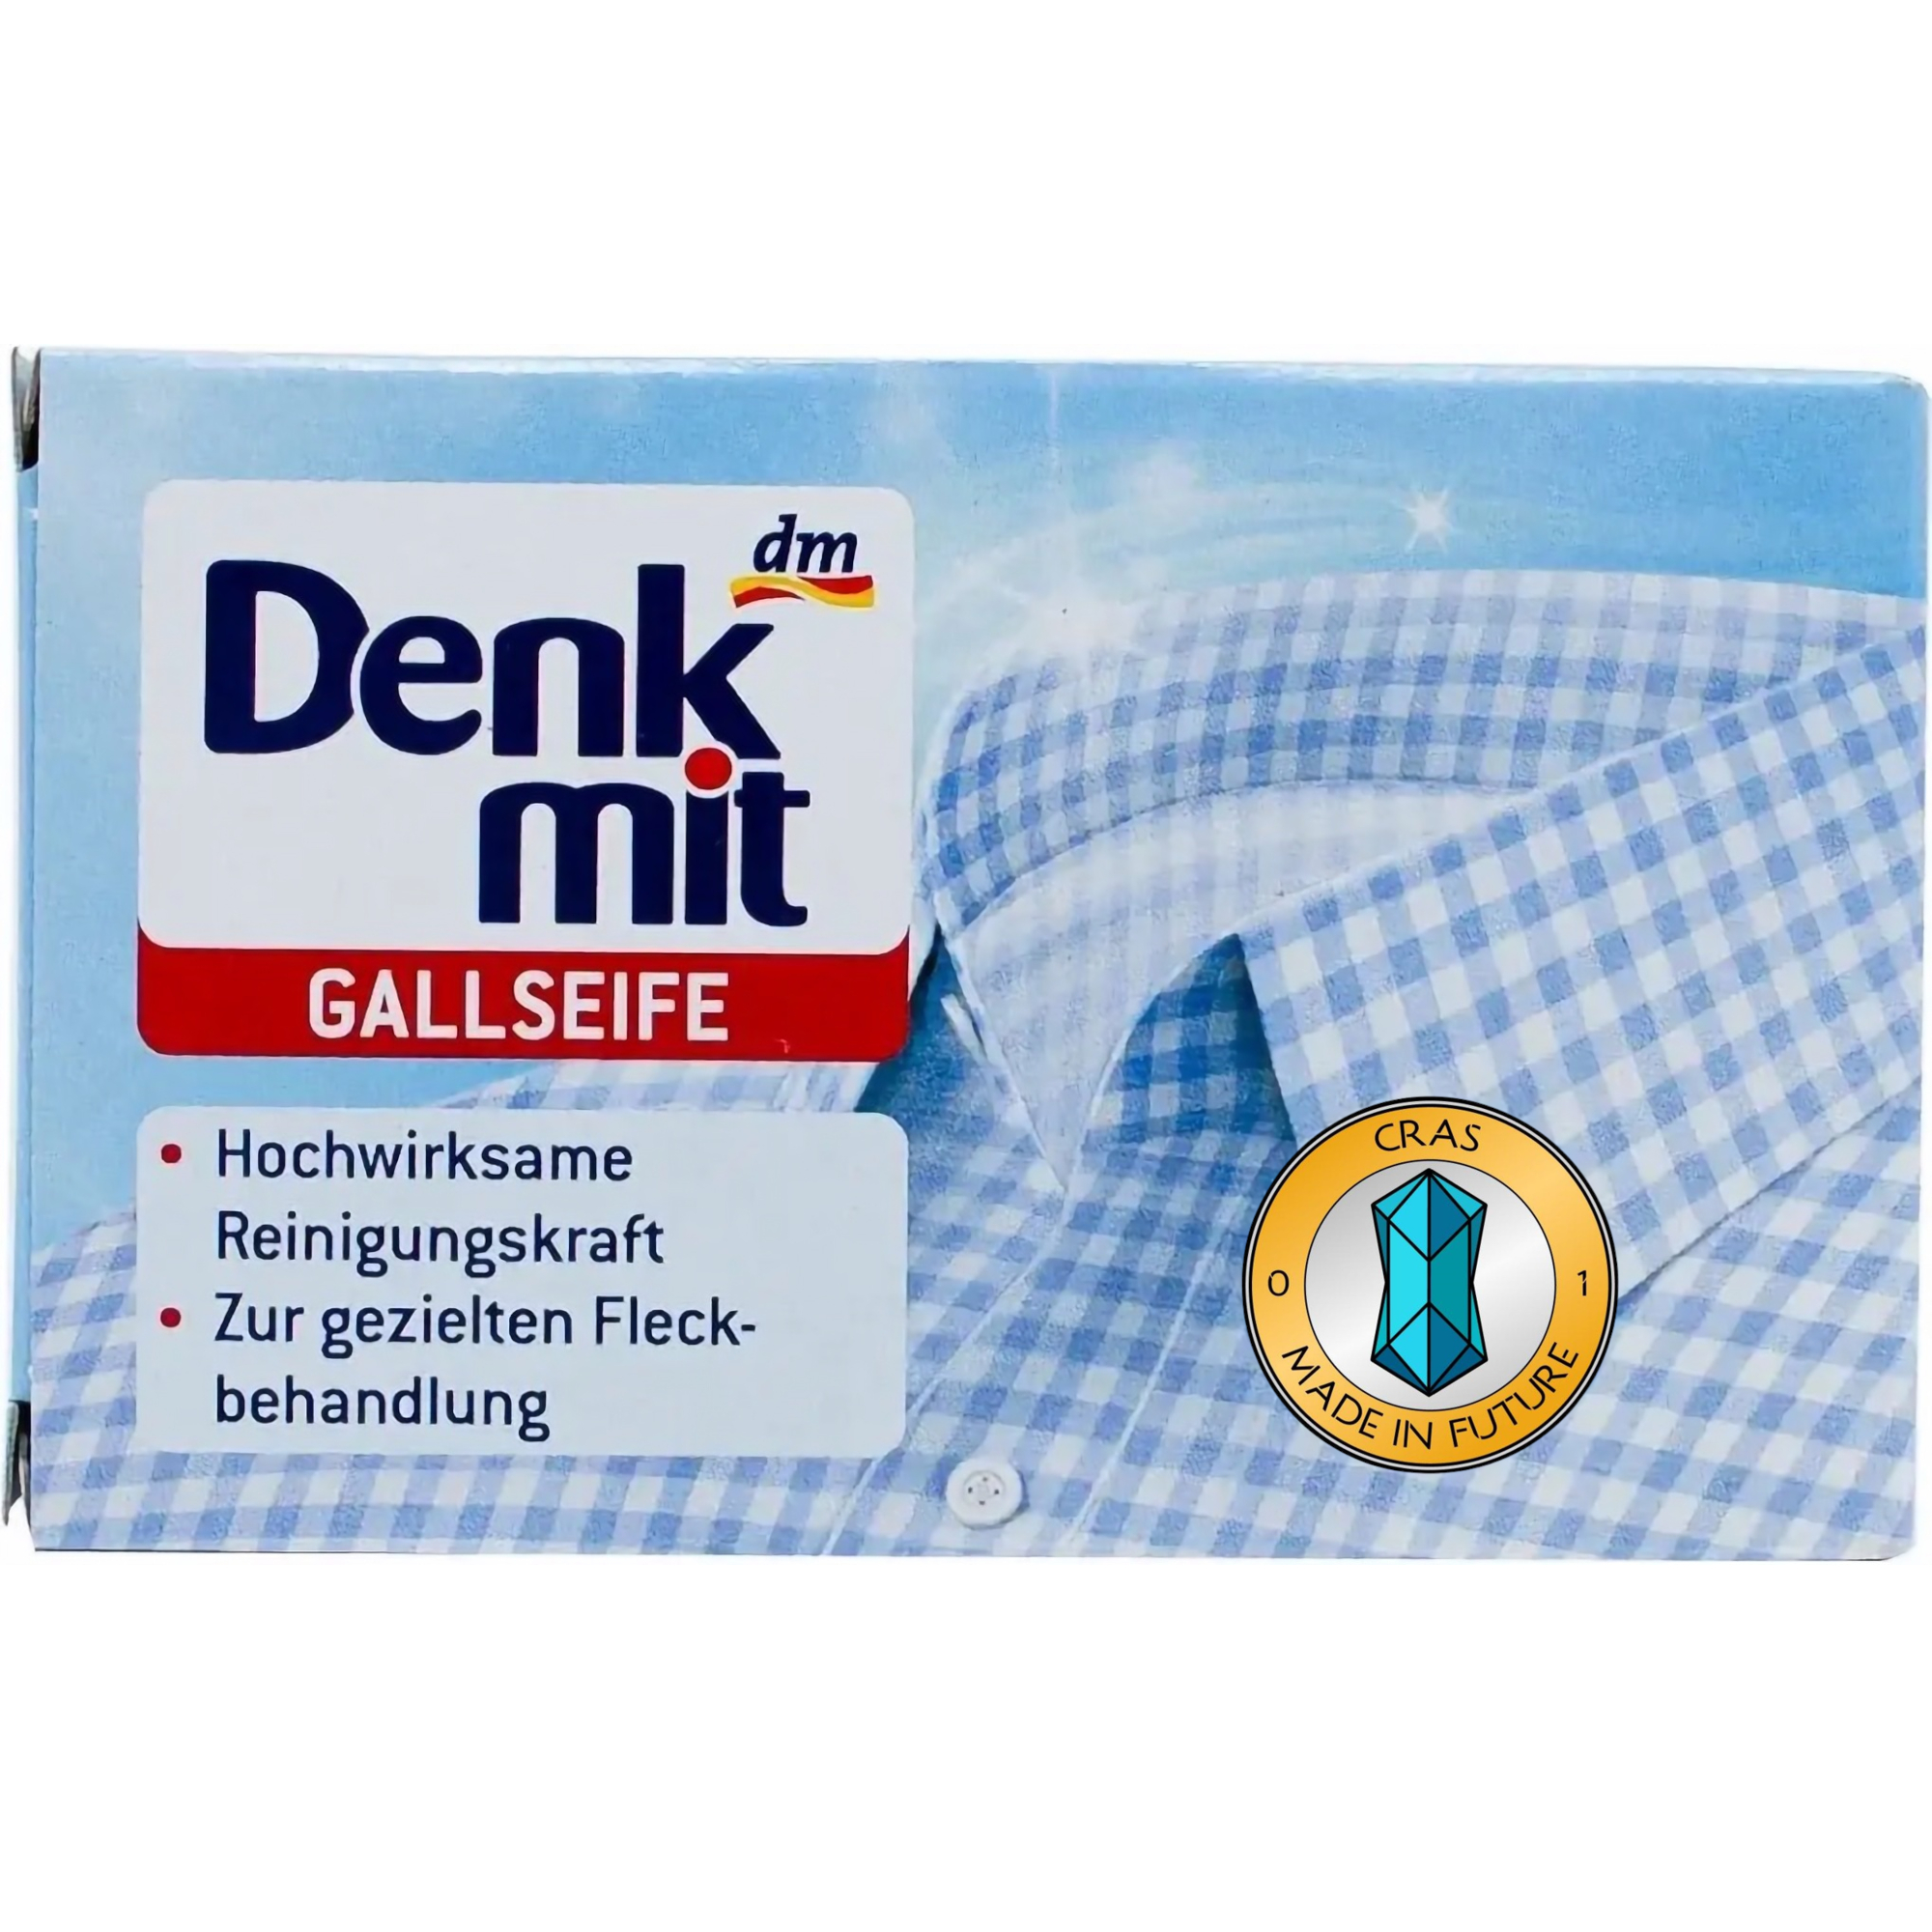 dm
Denk
mit
GALLSEIFE
• Hochwirksame
Reinigungskraft
• Zur gezielten Fleck-
behandlung
CRAS
0 1
MADE IN FUTURE